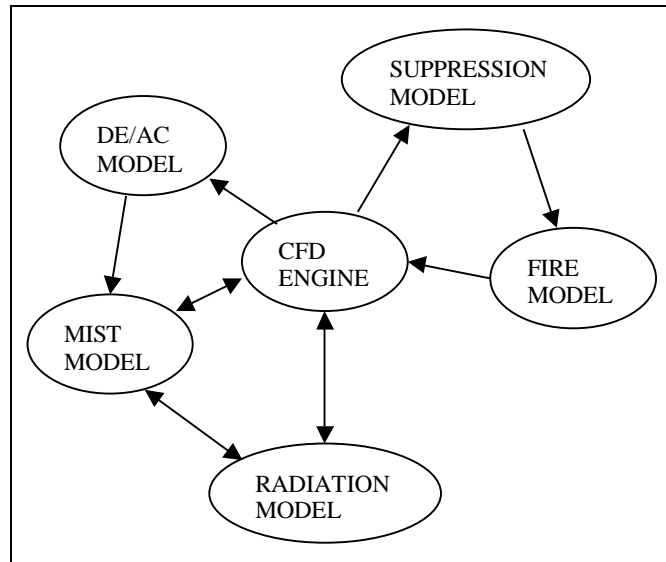 SUPPRESSION
MODEL
DE/AC
MODEL
CFD
ENGINE
FIRE
MODEL
MIST
MODEL
RADIATION
MODEL